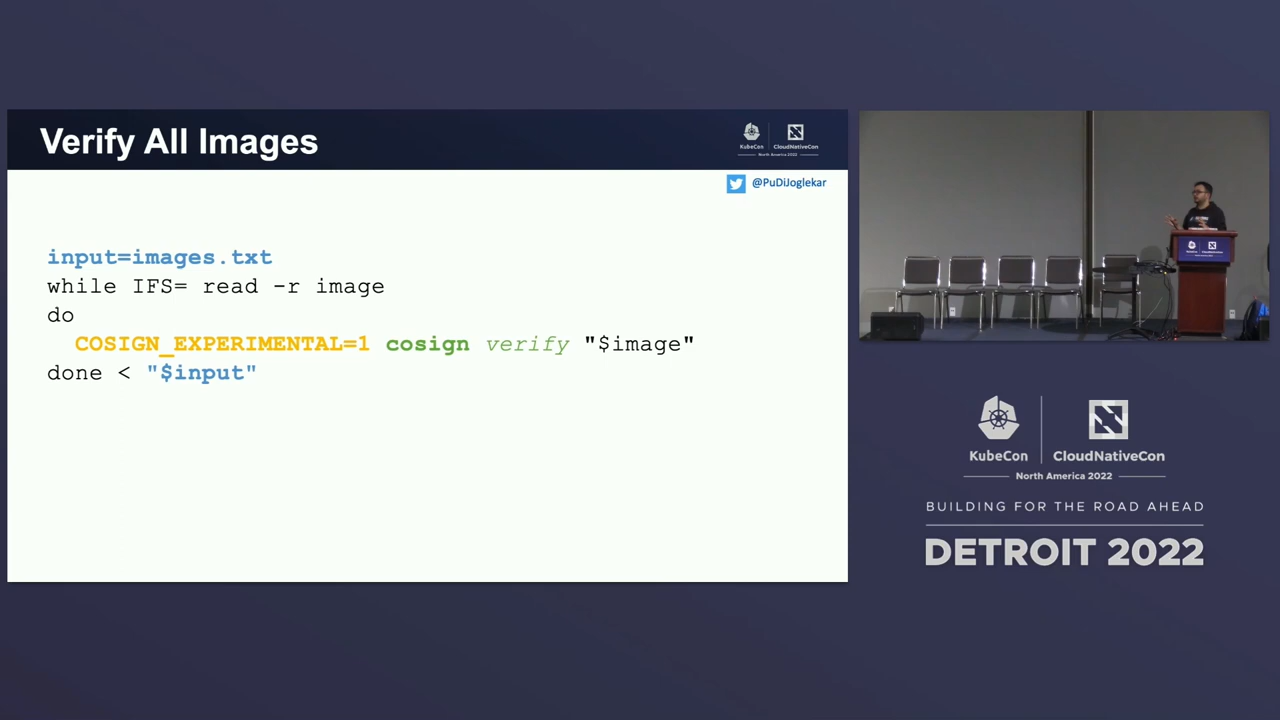 Verify All Images
KubeCon
CloudNativeCon
North America 2022
@PuDiJoglekar
input=images.txt
while IFS= read -r image
do
COSIGN_EXPERIMENTAL=1 cosign verify "$image"
done < "$input"
KubeCon
CloudNativeCon
North America 2022
BUILDING FOR THE ROAD AHEAD
DETROIT 2022